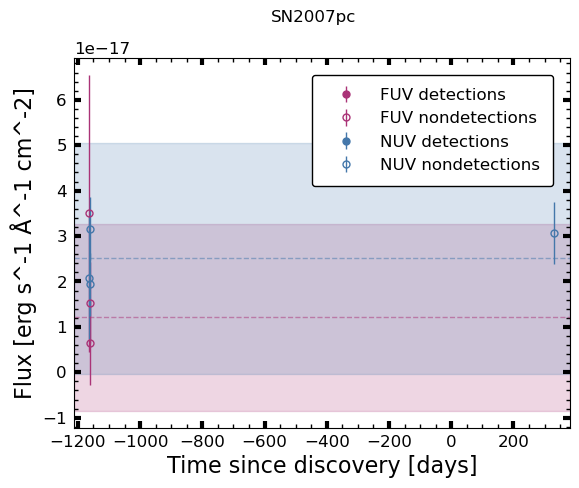 SN2007pc
1e−17
FUV detections
FUV nondetections
NUV detections
NUV nondetections
6
5
4
3
2
1
0
−1
Flux [erg s^-1 Å^-1 cm^-2]
−1200 −1000 −800 −600 −400 −200 0 200
Time since discovery [days]